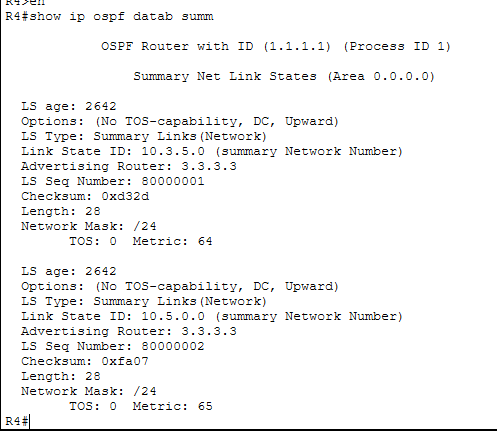 R4>en
R4#show ip ospf datab summ
OSPF Router with ID (1.1.1.1) (Process ID 1)
Summary Net Link States (Area 0.0.0.0)
LS age: 2642
Options: (No TOS-capability, DC, Upward)
LS Type: Summary Links(Network)
Link State ID: 10.3.5.0 (summary Network Number)
Advertising Router: 3.3.3.3
LS Seq Number: 80000001
Checksum: 0xd32d
Length: 28
Network Mask: /24
TOS: 0 Metric: 64
LS age: 2642
Options: (No TOS-capability, DC, Upward)
LS Type: Summary Links(Network)
Link State ID: 10.5.0.0 (summary Network Number)
Advertising Router: 3.3.3.3
LS Seq Number: 80000002
Checksum: 0xfa07
Length: 28
Network Mask: /24
TOS: 0 Metric: 65
R4#